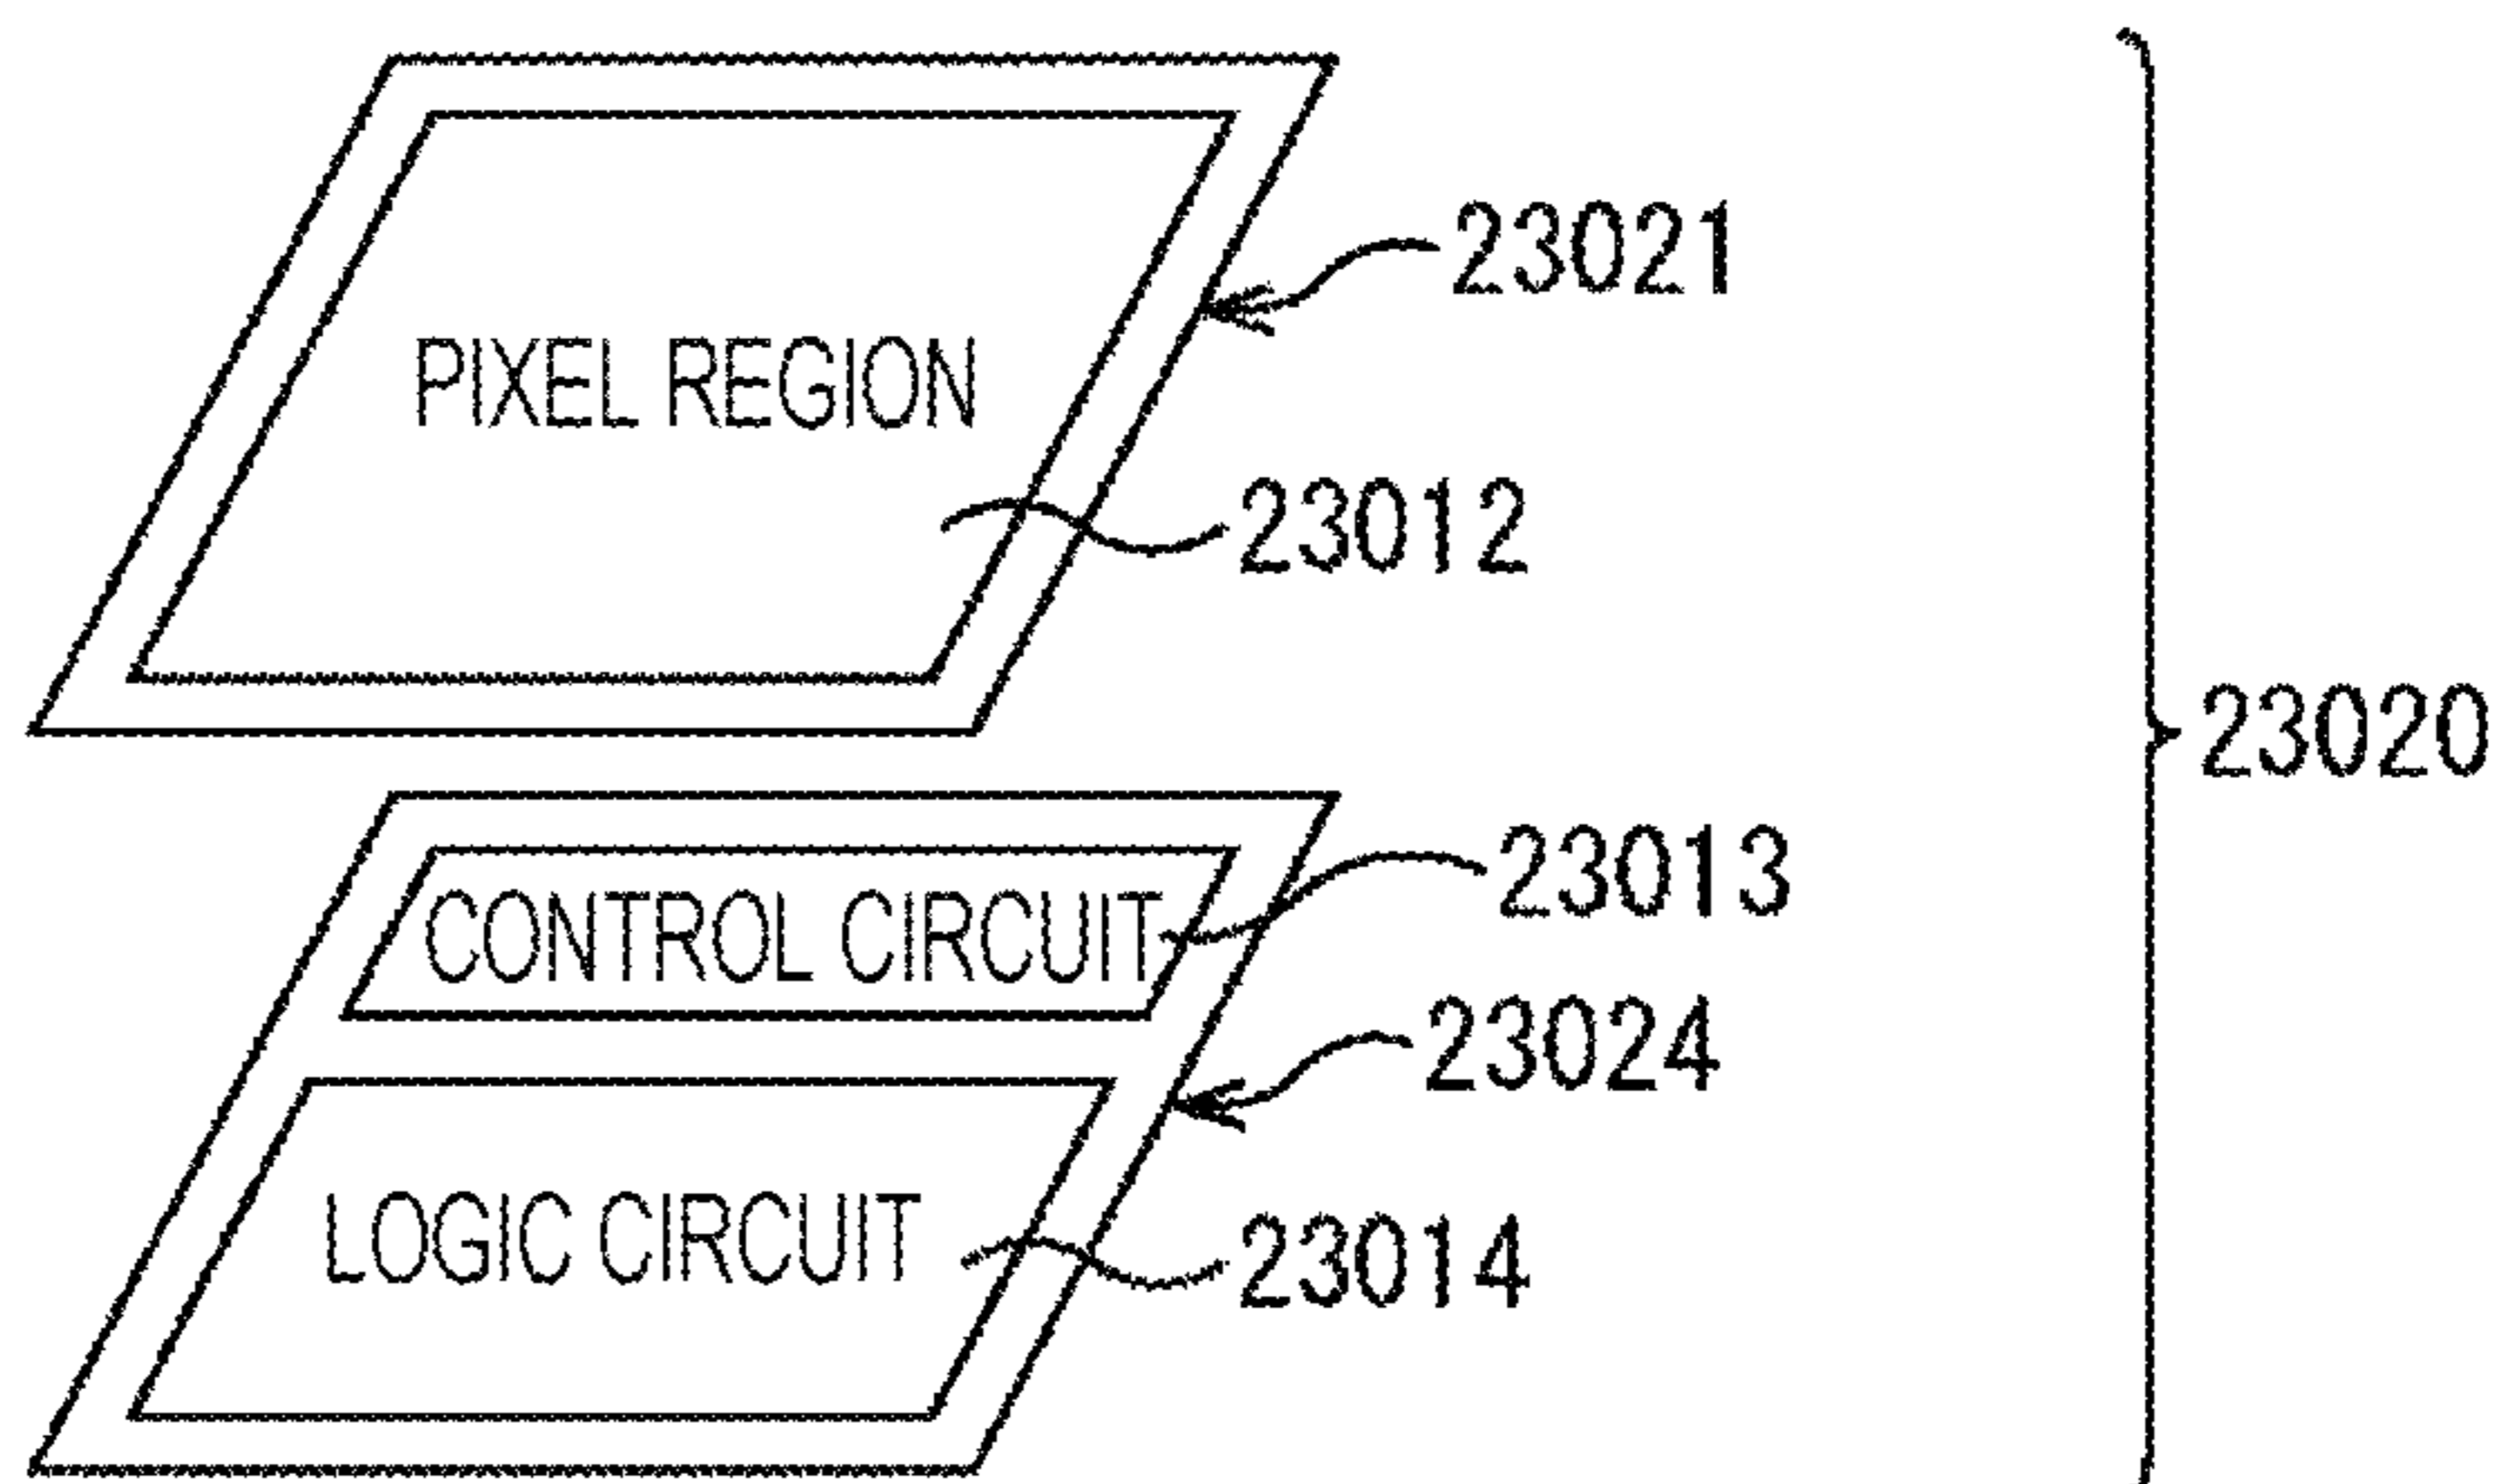 23021
PIXEL REGION
23012
23020
23013
CONTROL CIRCUIT
23024
LOGIC CIRCUIT
23014